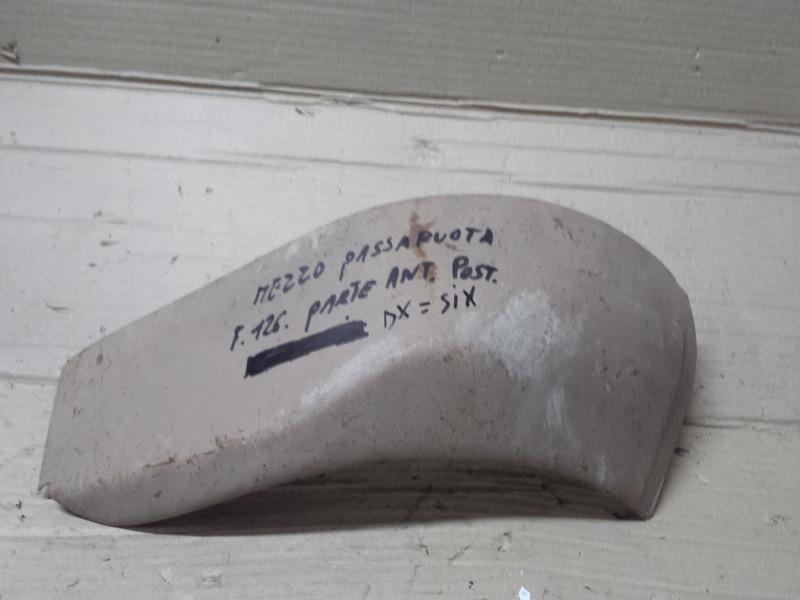 MEZZO PASSARUOTA
F.126. PARTE ANT. POST.
DX = SiX